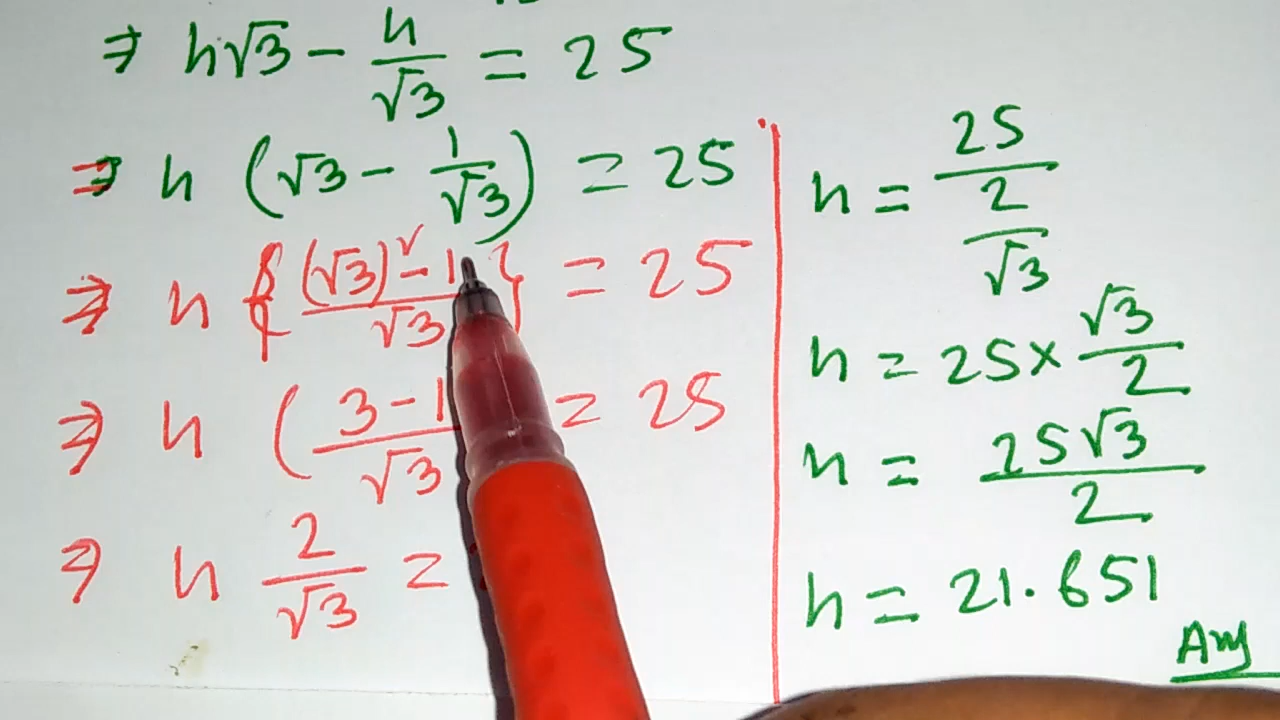 ⇒ h√3 - h/√3 = 25
⇒ h (√3 - 1/√3) = 25
⇒ h {((√3)² - 1)/√3} = 25
⇒ h (3 - 1/√3 = 25
⇒ h 2/√3 =
h = 25/(2/√3)
h = 25 × √3/2
h = 25√3/2
h = 21.651
Ans